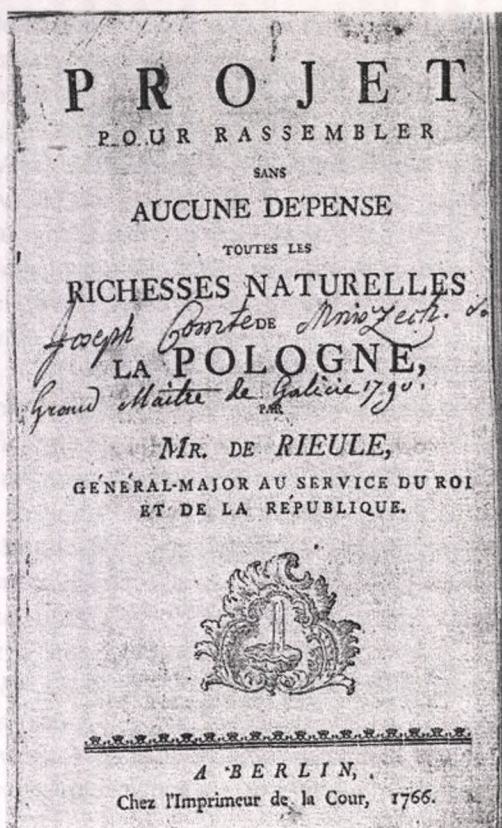 PROJET
POUR RASSEMBLER
SANS
AUCUNE DÉPENSE
TOUTES LES
RICHESSES NATURELLES
Joseph Comte Mniszech.
DE
LA POLOGNE,
Grand Maître de Galicie 1790.
PAR
MR. DE RIEULE,
GÉNÉRAL-MAJOR AU SERVICE DU ROI
ET DE LA RÉPUBLIQUE.
A BERLIN,
Chez l'Imprimeur de la Cour, 1766.